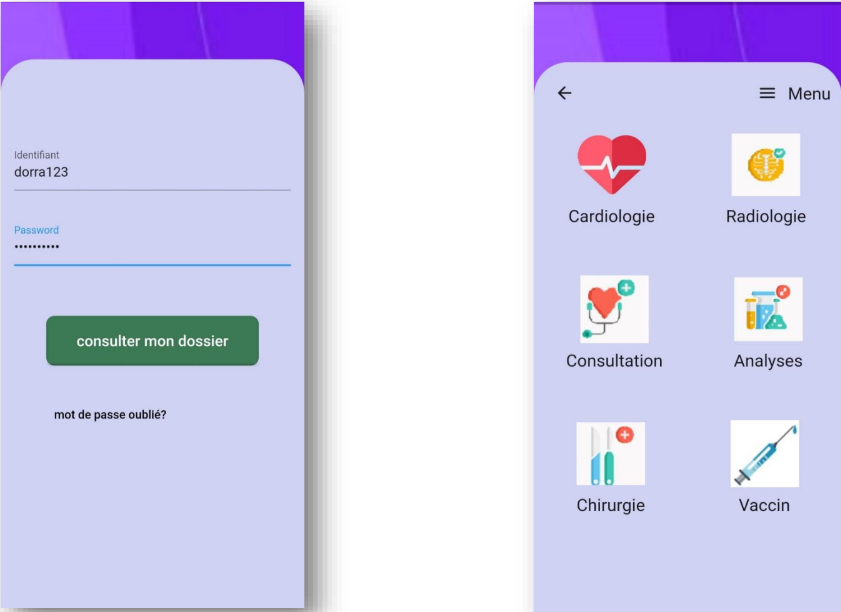 Identifiant
dorra123
Password
••••••••••
consulter mon dossier
mot de passe oublié?
Menu
Cardiologie
Radiologie
Consultation
Analyses
Chirurgie
Vaccin